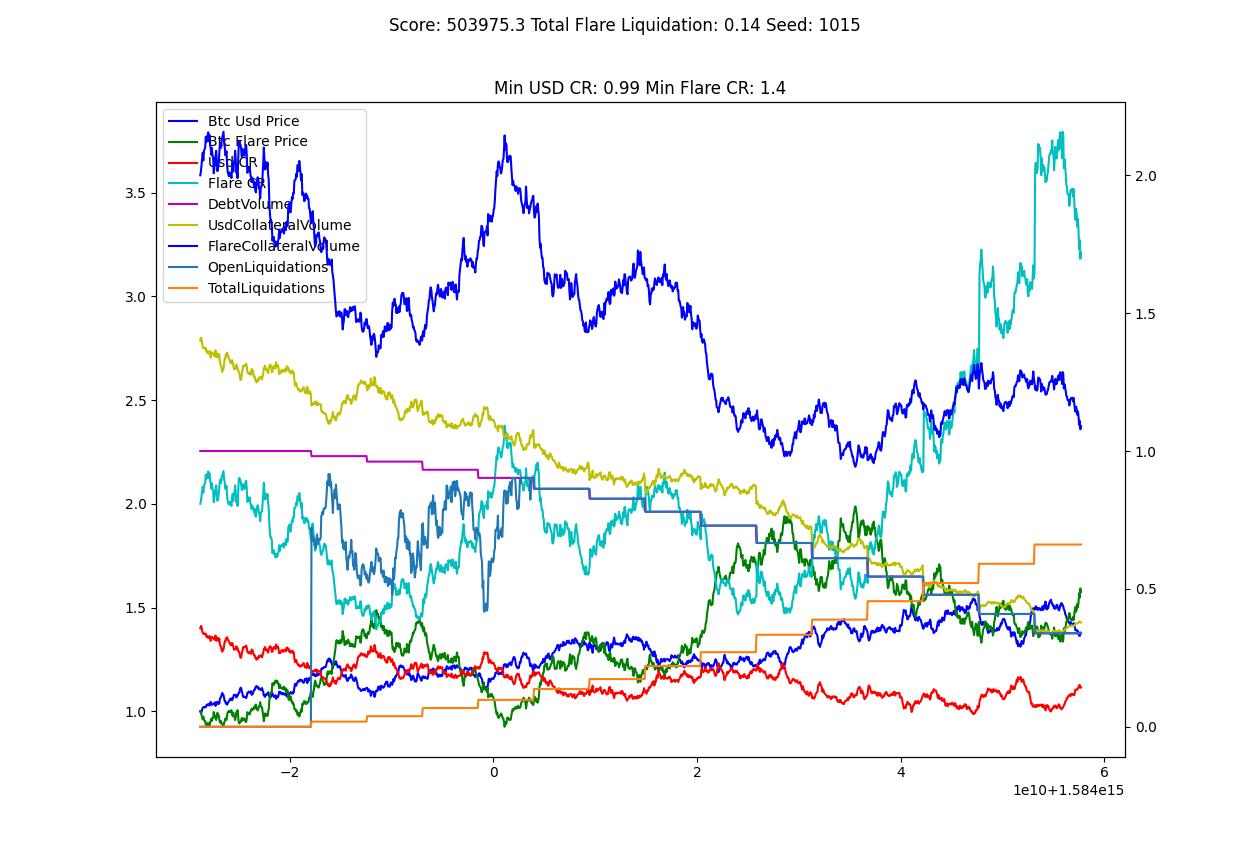 Score: 503975.3 Total Flare Liquidation: 0.14 Seed: 1015
Min USD CR: 0.99 Min Flare CR: 1.4
Btc Usd Price
Btc Flare Price
Usd CR
Flare CR
DebtVolume
UsdCollateralVolume
FlareCollateralVolume
OpenLiquidations
TotalLiquidations
3.5
3.0
2.5
2.0
1.5
1.0
2.0
1.5
1.0
0.5
0.0
−2 0 2 4 6
1e10+1.584e15